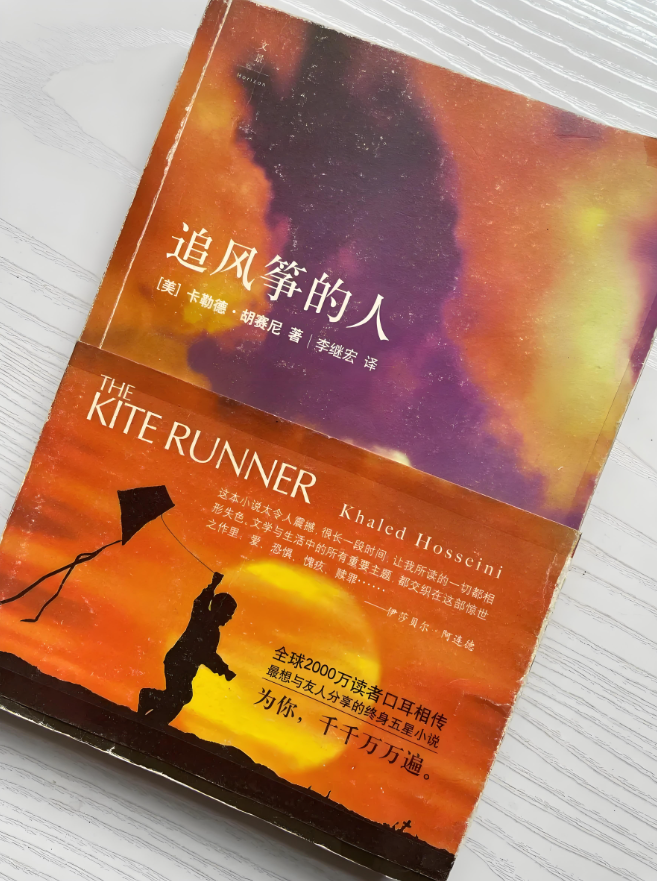 文景
Horizon
追风筝的人
[美] 卡勒德·胡赛尼 著 | 李继宏 译
THE
KITE RUNNER
Khaled Hosseini
这本小说太令人震撼，很长一段时间，让我所读的一切都相
形失色。文学与生活中的所有重要主题，都交织在这部惊世
之作里：爱、恐惧、愧疚、赎罪……
——伊莎贝尔·阿连德
全球2000万读者口耳相传
最想与友人分享的终身五星小说
为你，千千万万遍。